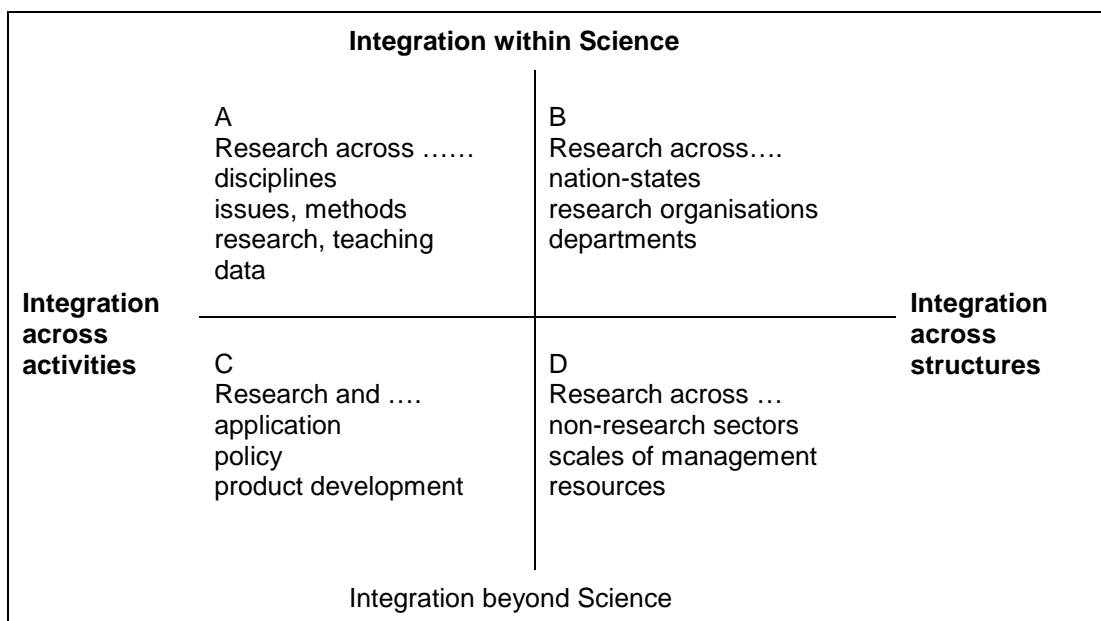 Integration within Science
A
Research across ……
disciplines
issues, methods
research, teaching
data
B
Research across….
nation-states
research organisations
departments
Integration
across
activities
Integration
across
structures
C
Research and ….
application
policy
product development
D
Research across …
non-research sectors
scales of management
resources
Integration beyond Science